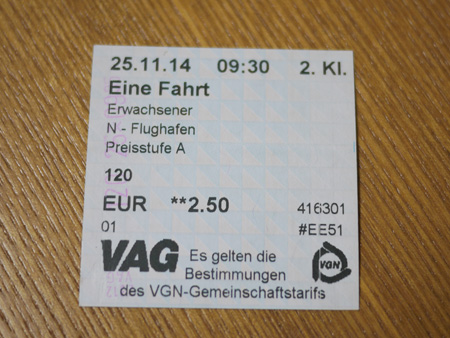 25.11.14 09:30 2. Kl.
Eine Fahrt
Erwachsener
N - Flughafen
Preisstufe A
120
EUR **2.50 416301
01 #EE51
VAG Es gelten die VGN
Bestimmungen
des VGN-Gemeinschaftstarifs